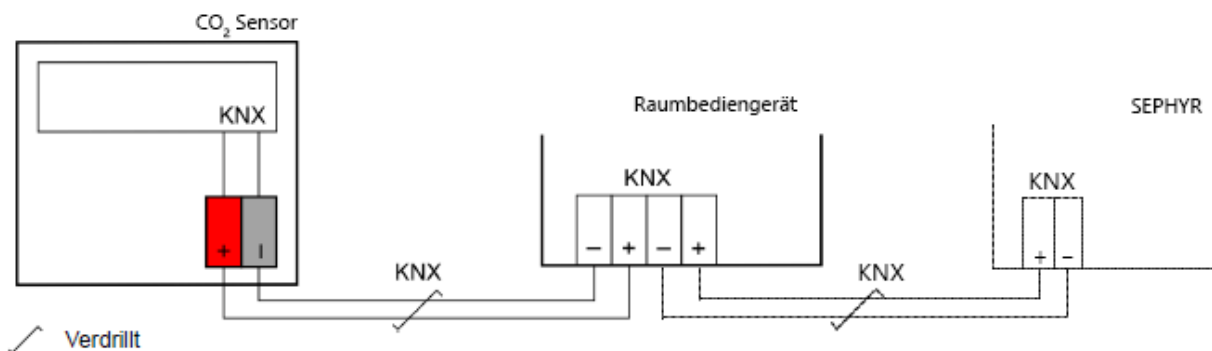 CO2 Sensor
KNX
+ –
Raumbediengerät
KNX
– + – +
SEPHYR
KNX
+ –
KNX
KNX
Verdrillt